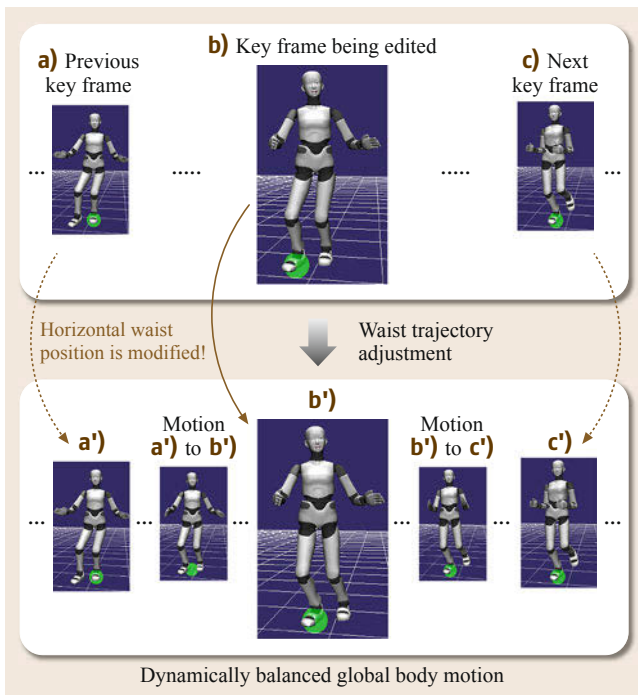 a) Previous
key frame
b) Key frame being edited
c) Next
key frame
... ..... ..... ...
Horizontal waist
position is modified!
Waist trajectory
adjustment
a')
Motion
a') to b')
b')
Motion
b') to c')
c')
... ... ... ... ... ...
Dynamically balanced global body motion